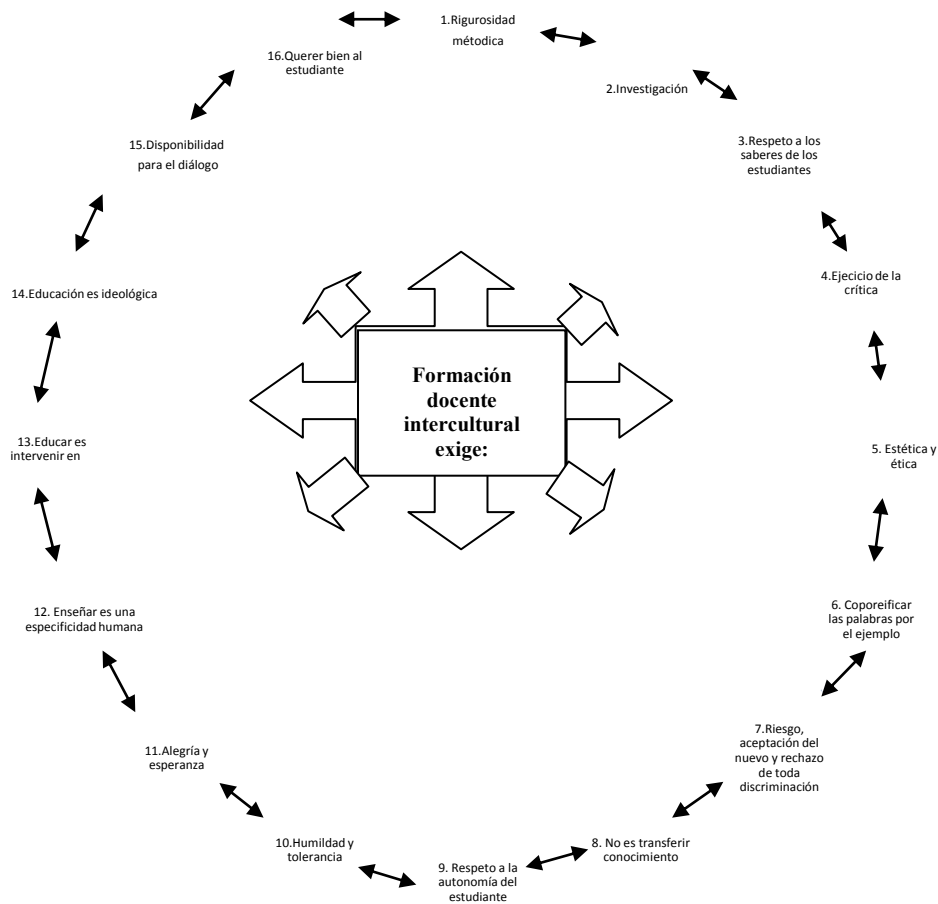 1.Rigurosidad
métodica
2.Investigación
3.Respeto a los
saberes de los
estudiantes
4.Ejecicio de la
crítica
5. Estética y
ética
6. Coporeificar
las palabras por
el ejemplo
7.Riesgo,
aceptación del
nuevo y rechazo
de toda
discriminación
8. No es transferir
conocimiento
9. Respeto a la
autonomía del
estudiante
10.Humildad y
tolerancia
11.Alegría y
esperanza
12. Enseñar es una
especificidad humana
13.Educar es
intervenir en
14.Educación es ideológica
15.Disponibilidad
para el diálogo
16.Querer bien al
estudiante
Formación
docente
intercultural
exige: